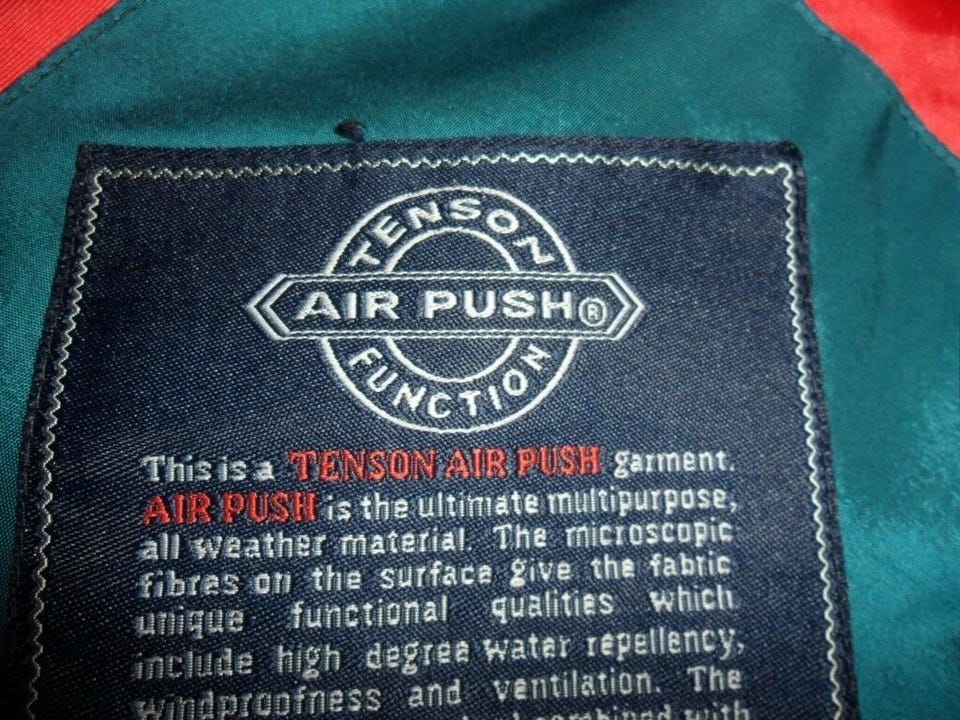 TENSON
AIR PUSH®
FUNCTION
This is a TENSON AIR PUSH garment.
AIR PUSH is the ultimate multipurpose,
all weather material. The microscopic
fibres on the surface give the fabric
unique functional qualities which
include high degree water repellency,
windproofness and ventilation. The
combined with